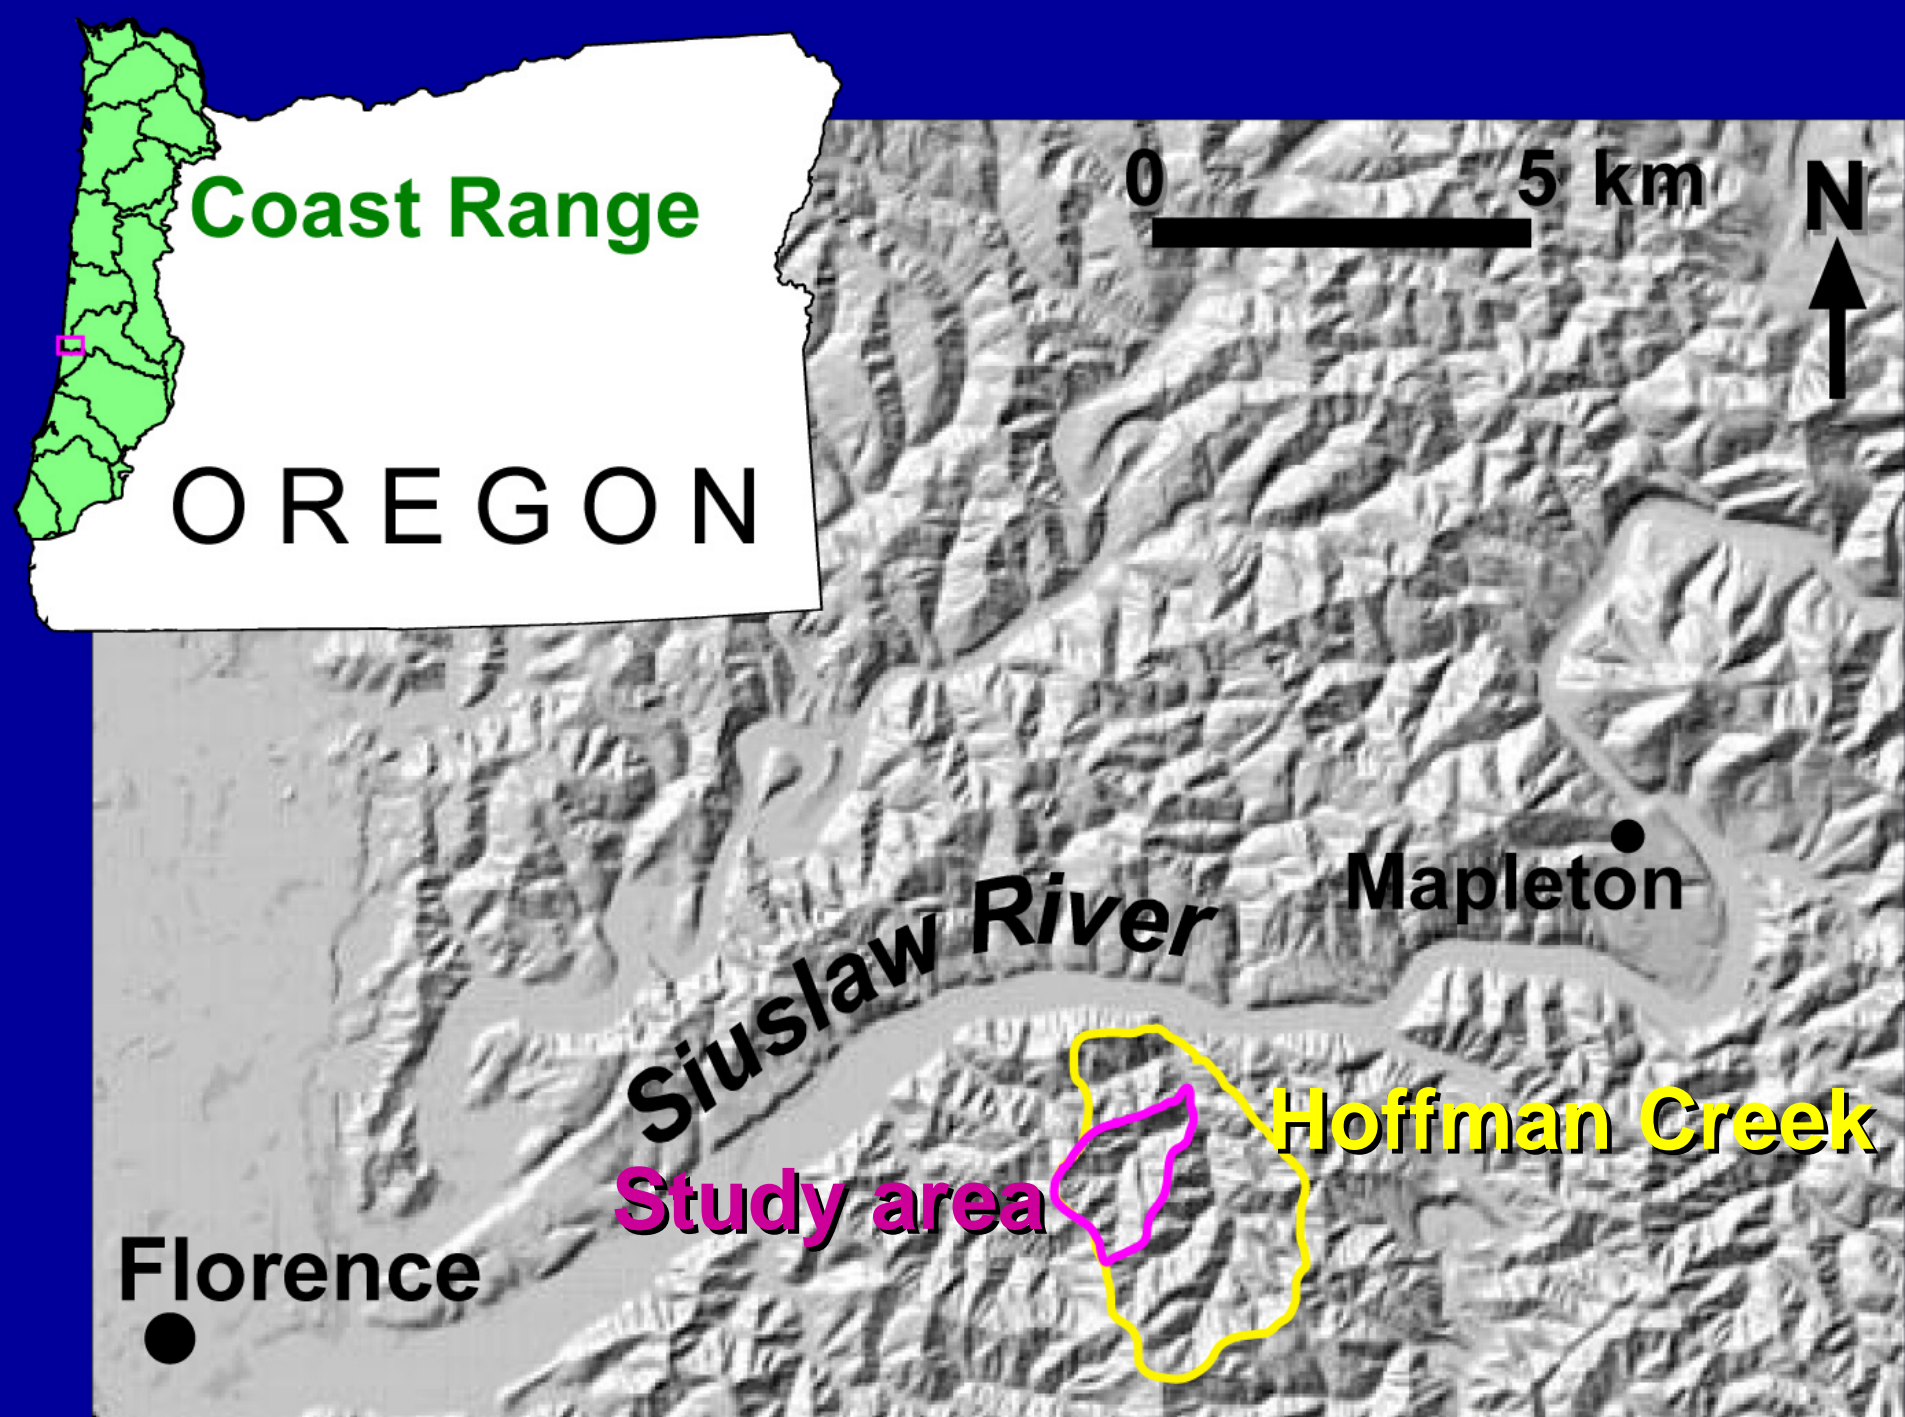 Coast Range
OREGON
0 5 km
N
Mapleton
Siuslaw River
Hoffman Creek
Study area
Florence